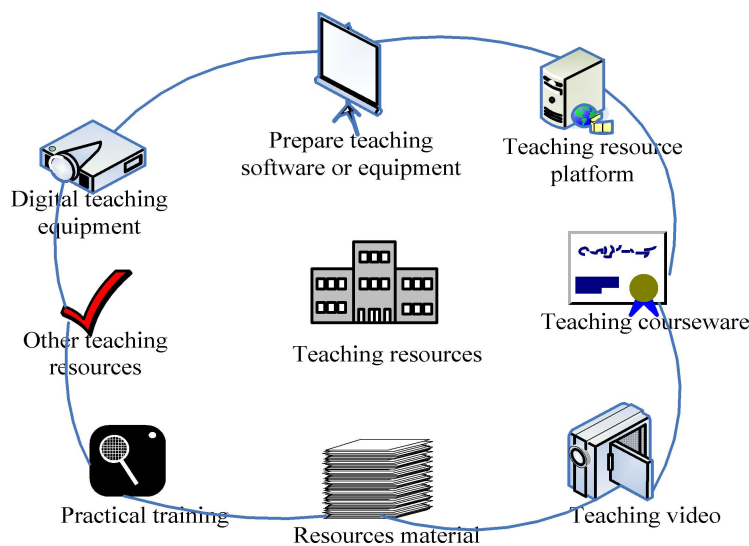 Prepare teaching
software or equipment
Teaching resource
platform
Digital teaching
equipment
Teaching courseware
Other teaching
resources
Teaching resources
Practical training
Resources material
Teaching video